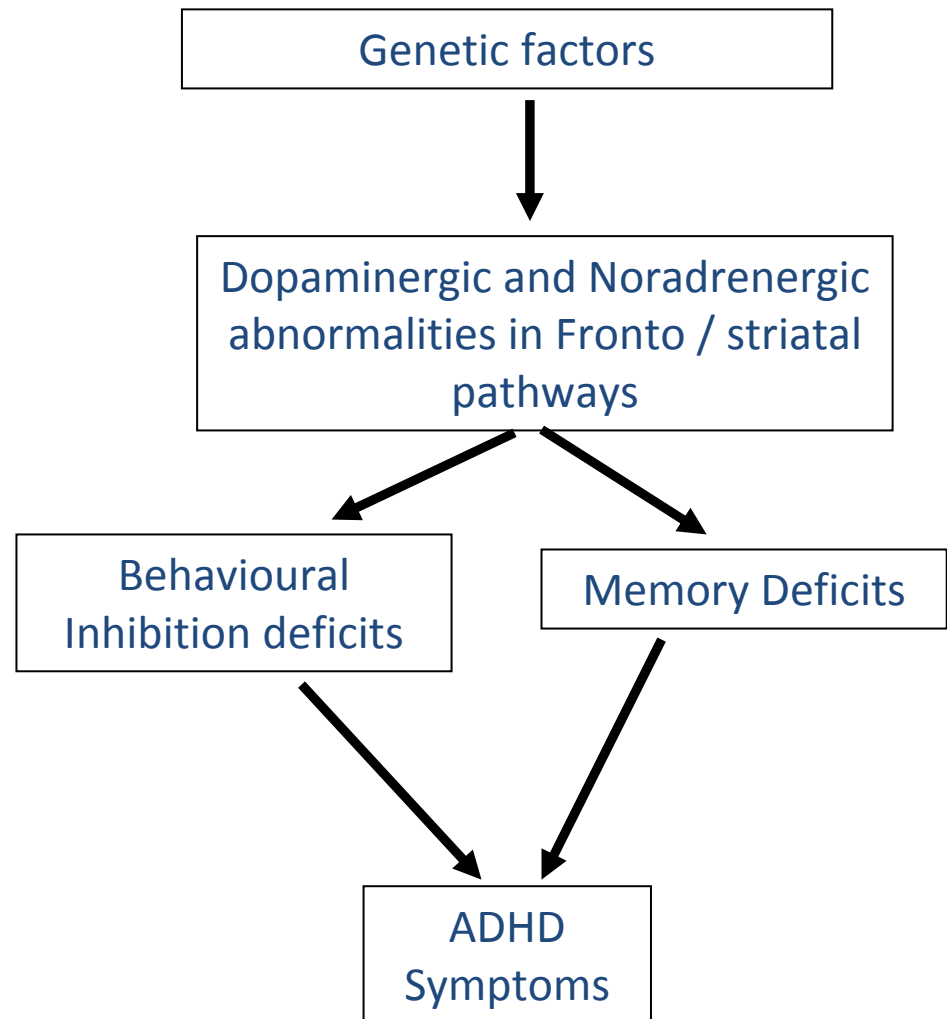 Genetic factors
Dopaminergic and Noradrenergic
abnormalities in Fronto / striatal
pathways
Behavioural
Inhibition deficits
Memory Deficits
ADHD
Symptoms